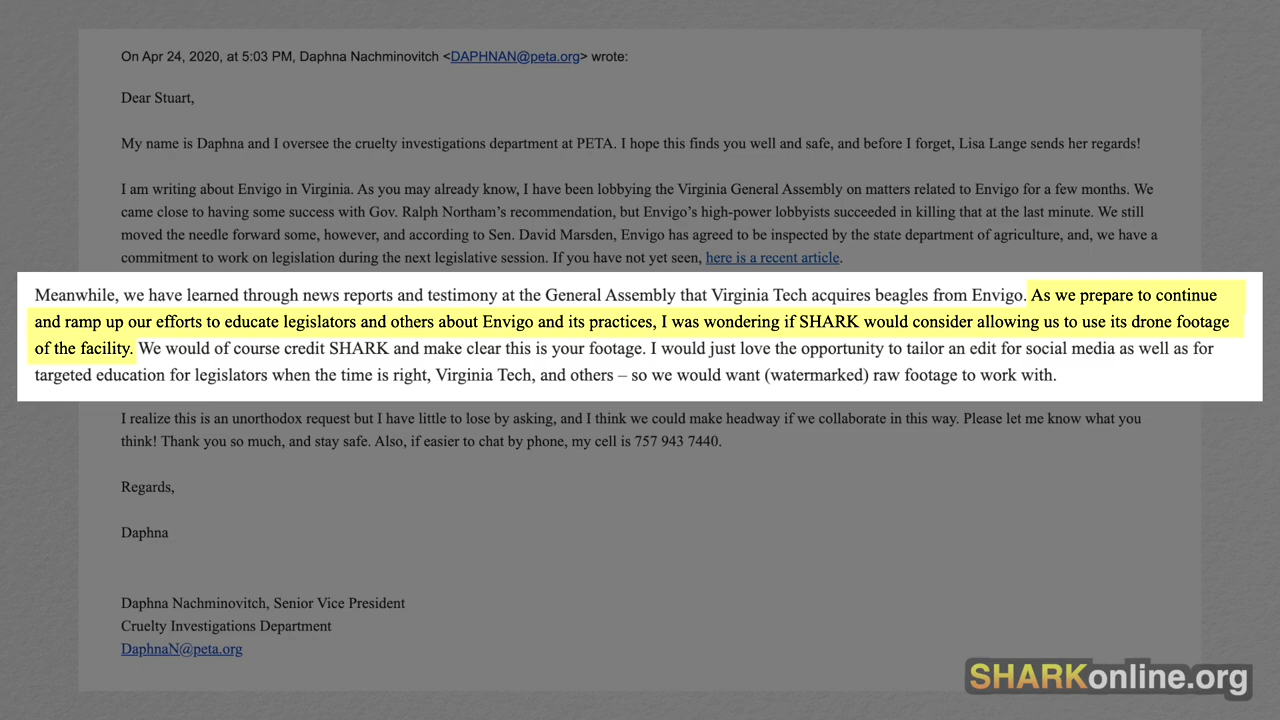 On Apr 24, 2020, at 5:03 PM, Daphna Nachminovitch <DAPHNAN@peta.org> wrote:
Dear Stuart,
My name is Daphna and I oversee the cruelty investigations department at PETA. I hope this finds you well and safe, and before I forget, Lisa Lange sends her regards!
I am writing about Envigo in Virginia. As you may already know, I have been lobbying the Virginia General Assembly on matters related to Envigo for a few months. We
came close to having some success with Gov. Ralph Northam’s recommendation, but Envigo’s high-power lobbyists succeeded in killing that at the last minute. We still
moved the needle forward some, however, and according to Sen. David Marsden, Envigo has agreed to be inspected by the state department of agriculture, and, we have a
commitment to work on legislation during the next legislative session. If you have not yet seen, here is a recent article.
Meanwhile, we have learned through news reports and testimony at the General Assembly that Virginia Tech acquires beagles from Envigo. As we prepare to continue
and ramp up our efforts to educate legislators and others about Envigo and its practices, I was wondering if SHARK would consider allowing us to use its drone footage
of the facility. We would of course credit SHARK and make clear this is your footage. I would just love the opportunity to tailor an edit for social media as well as for
targeted education for legislators when the time is right, Virginia Tech, and others – so we would want (watermarked) raw footage to work with.
I realize this is an unorthodox request but I have little to lose by asking, and I think we could make headway if we collaborate in this way. Please let me know what you
think! Thank you so much, and stay safe. Also, if easier to chat by phone, my cell is 757 943 7440.
Regards,
Daphna
Daphna Nachminovitch, Senior Vice President
Cruelty Investigations Department
DaphnaN@peta.org
SHARKonline.org